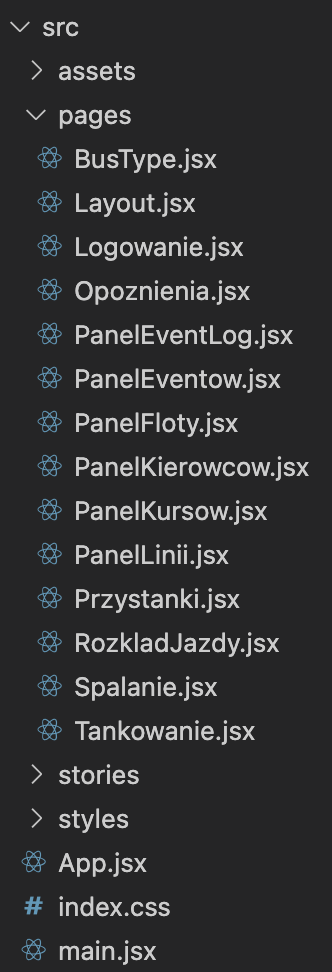 src
assets
pages
BusType.jsx
Layout.jsx
Logowanie.jsx
Opoznienia.jsx
PanelEventLog.jsx
PanelEventow.jsx
PanelFloty.jsx
PanelKierowcow.jsx
PanelKursow.jsx
PanelLinii.jsx
Przystanki.jsx
RozkladJazdy.jsx
Spalanie.jsx
Tankowanie.jsx
stories
styles
App.jsx
# index.css
main.jsx